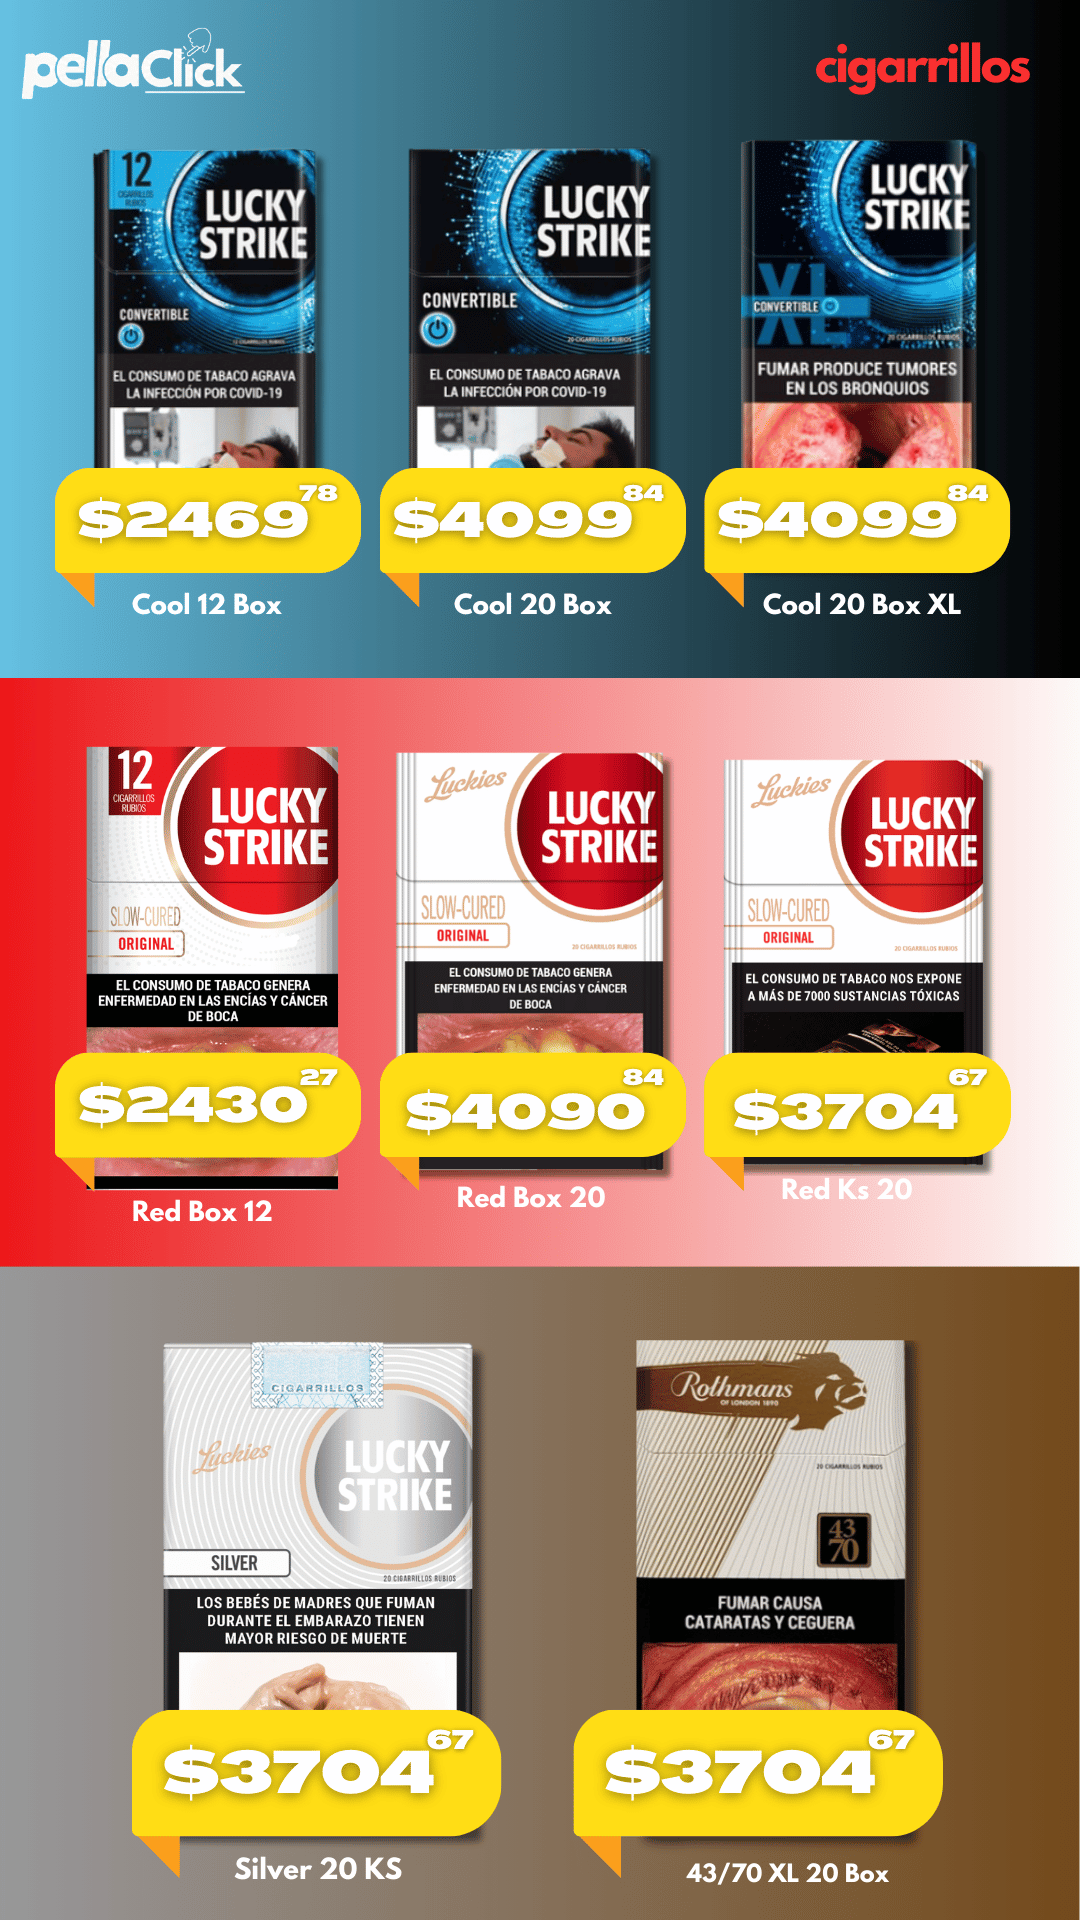 pellaClick
cigarrillos
12
CIGARRILLOS
RUBIOS
LUCKY
STRIKE
CONVERTIBLE
12 CIGARRILLOS RUBIOS
EL CONSUMO DE TABACO AGRAVA
LA INFECCIÓN POR COVID-19
$2469 78
Cool 12 Box
LUCKY
STRIKE
CONVERTIBLE
20 CIGARRILLOS RUBIOS
EL CONSUMO DE TABACO AGRAVA
LA INFECCIÓN POR COVID-19
$4099 84
Cool 20 Box
LUCKY
STRIKE
XL
CONVERTIBLE
20 CIGARRILLOS RUBIOS
FUMAR PRODUCE TUMORES
EN LOS BRONQUIOS
$4099 84
Cool 20 Box XL
12
CIGARRILLOS
RUBIOS
LUCKY
STRIKE
SLOW-CURED
ORIGINAL
EL CONSUMO DE TABACO GENERA
ENFERMEDAD EN LAS ENCÍAS Y CÁNCER
DE BOCA
$2430 27
Red Box 12
Luckies
LUCKY
STRIKE
SLOW-CURED
ORIGINAL
20 CIGARRILLOS RUBIOS
EL CONSUMO DE TABACO GENERA
ENFERMEDAD EN LAS ENCÍAS Y CÁNCER
DE BOCA
$4090 84
Red Box 20
Luckies
LUCKY
STRIKE
SLOW-CURED
ORIGINAL
20 CIGARRILLOS RUBIOS
EL CONSUMO DE TABACO NOS EXPONE
A MÁS DE 7000 SUSTANCIAS TÓXICAS
$3704 67
Red Ks 20
CIGARRILLOS
Luckies
LUCKY
STRIKE
SILVER
20 CIGARRILLOS RUBIOS
LOS BEBÉS DE MADRES QUE FUMAN
DURANTE EL EMBARAZO TIENEN
MAYOR RIESGO DE MUERTE
$3704 67
Silver 20 KS
Rothmans
OF LONDON 1890
20 CIGARRILLOS RUBIOS
43
70
FUMAR CAUSA
CATARATAS Y CEGUERA
$3704 67
43/70 XL 20 Box